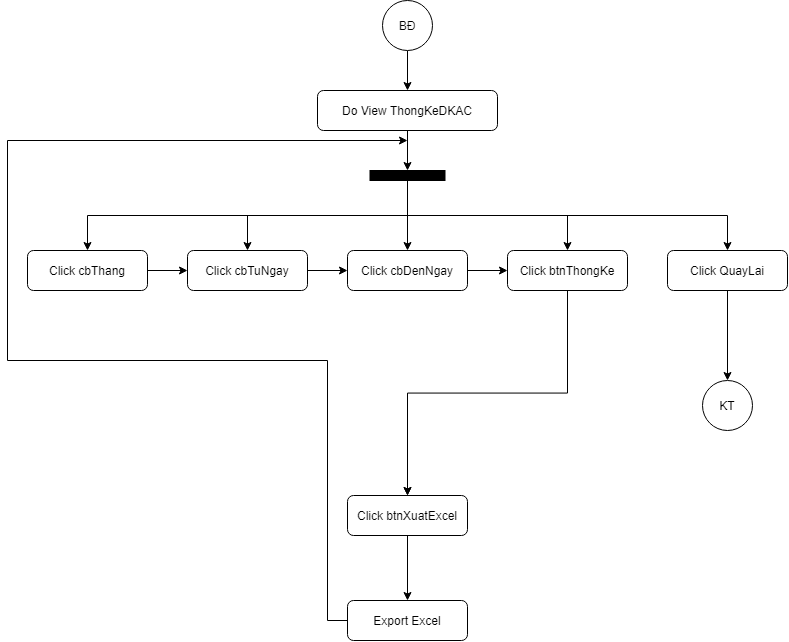 BĐ
Do View ThongKeDKAC
Click cbThang
Click cbTuNgay
Click cbDenNgay
Click btnThongKe
Click QuayLai
KT
Click btnXuatExcel
Export Excel